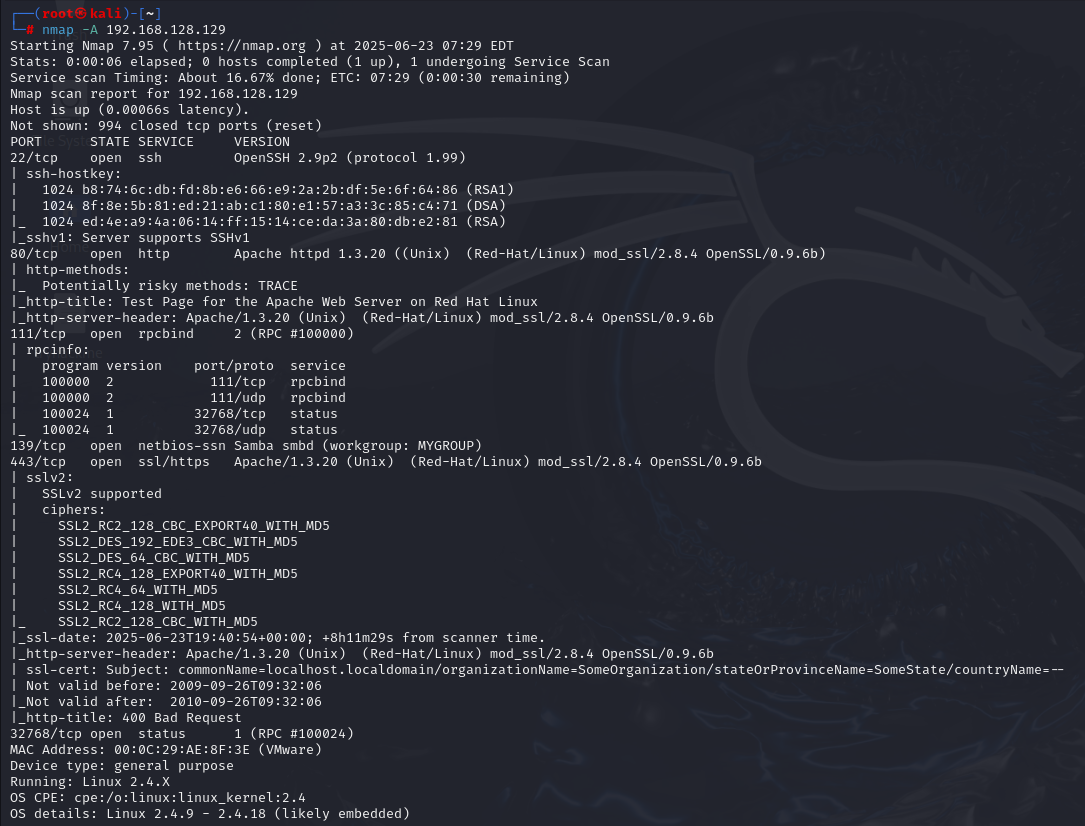 ┌──(root㉿kali)-[~]
└─# nmap -A 192.168.128.129
Starting Nmap 7.95 ( https://nmap.org ) at 2025-06-23 07:29 EDT
Stats: 0:00:06 elapsed; 0 hosts completed (1 up), 1 undergoing Service Scan
Service scan Timing: About 16.67% done; ETC: 07:29 (0:00:30 remaining)
Nmap scan report for 192.168.128.129
Host is up (0.00066s latency).
Not shown: 994 closed tcp ports (reset)
PORT      STATE SERVICE     VERSION
22/tcp    open  ssh         OpenSSH 2.9p2 (protocol 1.99)
| ssh-hostkey:
|   1024 b8:74:6c:db:fd:8b:e6:66:e9:2a:2b:df:5e:6f:64:86 (RSA1)
|   1024 8f:8e:5b:81:ed:21:ab:c1:80:e1:57:a3:3c:85:c4:71 (DSA)
|_  1024 ed:4e:a9:4a:06:14:ff:15:14:ce:da:3a:80:db:e2:81 (RSA)
|_sshv1: Server supports SSHv1
80/tcp    open  http        Apache httpd 1.3.20 ((Unix)  (Red-Hat/Linux) mod_ssl/2.8.4 OpenSSL/0.9.6b)
| http-methods:
|_  Potentially risky methods: TRACE
|_http-title: Test Page for the Apache Web Server on Red Hat Linux
|_http-server-header: Apache/1.3.20 (Unix)  (Red-Hat/Linux) mod_ssl/2.8.4 OpenSSL/0.9.6b
111/tcp   open  rpcbind     2 (RPC #100000)
| rpcinfo:
|   program version    port/proto  service
|   100000  2            111/tcp   rpcbind
|   100000  2            111/udp   rpcbind
|   100024  1          32768/tcp   status
|_  100024  1          32768/udp   status
139/tcp   open  netbios-ssn Samba smbd (workgroup: MYGROUP)
443/tcp   open  ssl/https   Apache/1.3.20 (Unix)  (Red-Hat/Linux) mod_ssl/2.8.4 OpenSSL/0.9.6b
| sslv2:
|   SSLv2 supported
|   ciphers:
|     SSL2_RC2_128_CBC_EXPORT40_WITH_MD5
|     SSL2_DES_192_EDE3_CBC_WITH_MD5
|     SSL2_DES_64_CBC_WITH_MD5
|     SSL2_RC4_128_EXPORT40_WITH_MD5
|     SSL2_RC4_64_WITH_MD5
|     SSL2_RC4_128_WITH_MD5
|_    SSL2_RC2_128_CBC_WITH_MD5
|_ssl-date: 2025-06-23T19:40:54+00:00; +8h11m29s from scanner time.
|_http-server-header: Apache/1.3.20 (Unix)  (Red-Hat/Linux) mod_ssl/2.8.4 OpenSSL/0.9.6b
| ssl-cert: Subject: commonName=localhost.localdomain/organizationName=SomeOrganization/stateOrProvinceName=SomeState/countryName=--
| Not valid before: 2009-09-26T09:32:06
|_Not valid after:  2010-09-26T09:32:06
|_http-title: 400 Bad Request
32768/tcp open  status      1 (RPC #100024)
MAC Address: 00:0C:29:AE:8F:3E (VMware)
Device type: general purpose
Running: Linux 2.4.X
OS CPE: cpe:/o:linux:linux_kernel:2.4
OS details: Linux 2.4.9 - 2.4.18 (likely embedded)